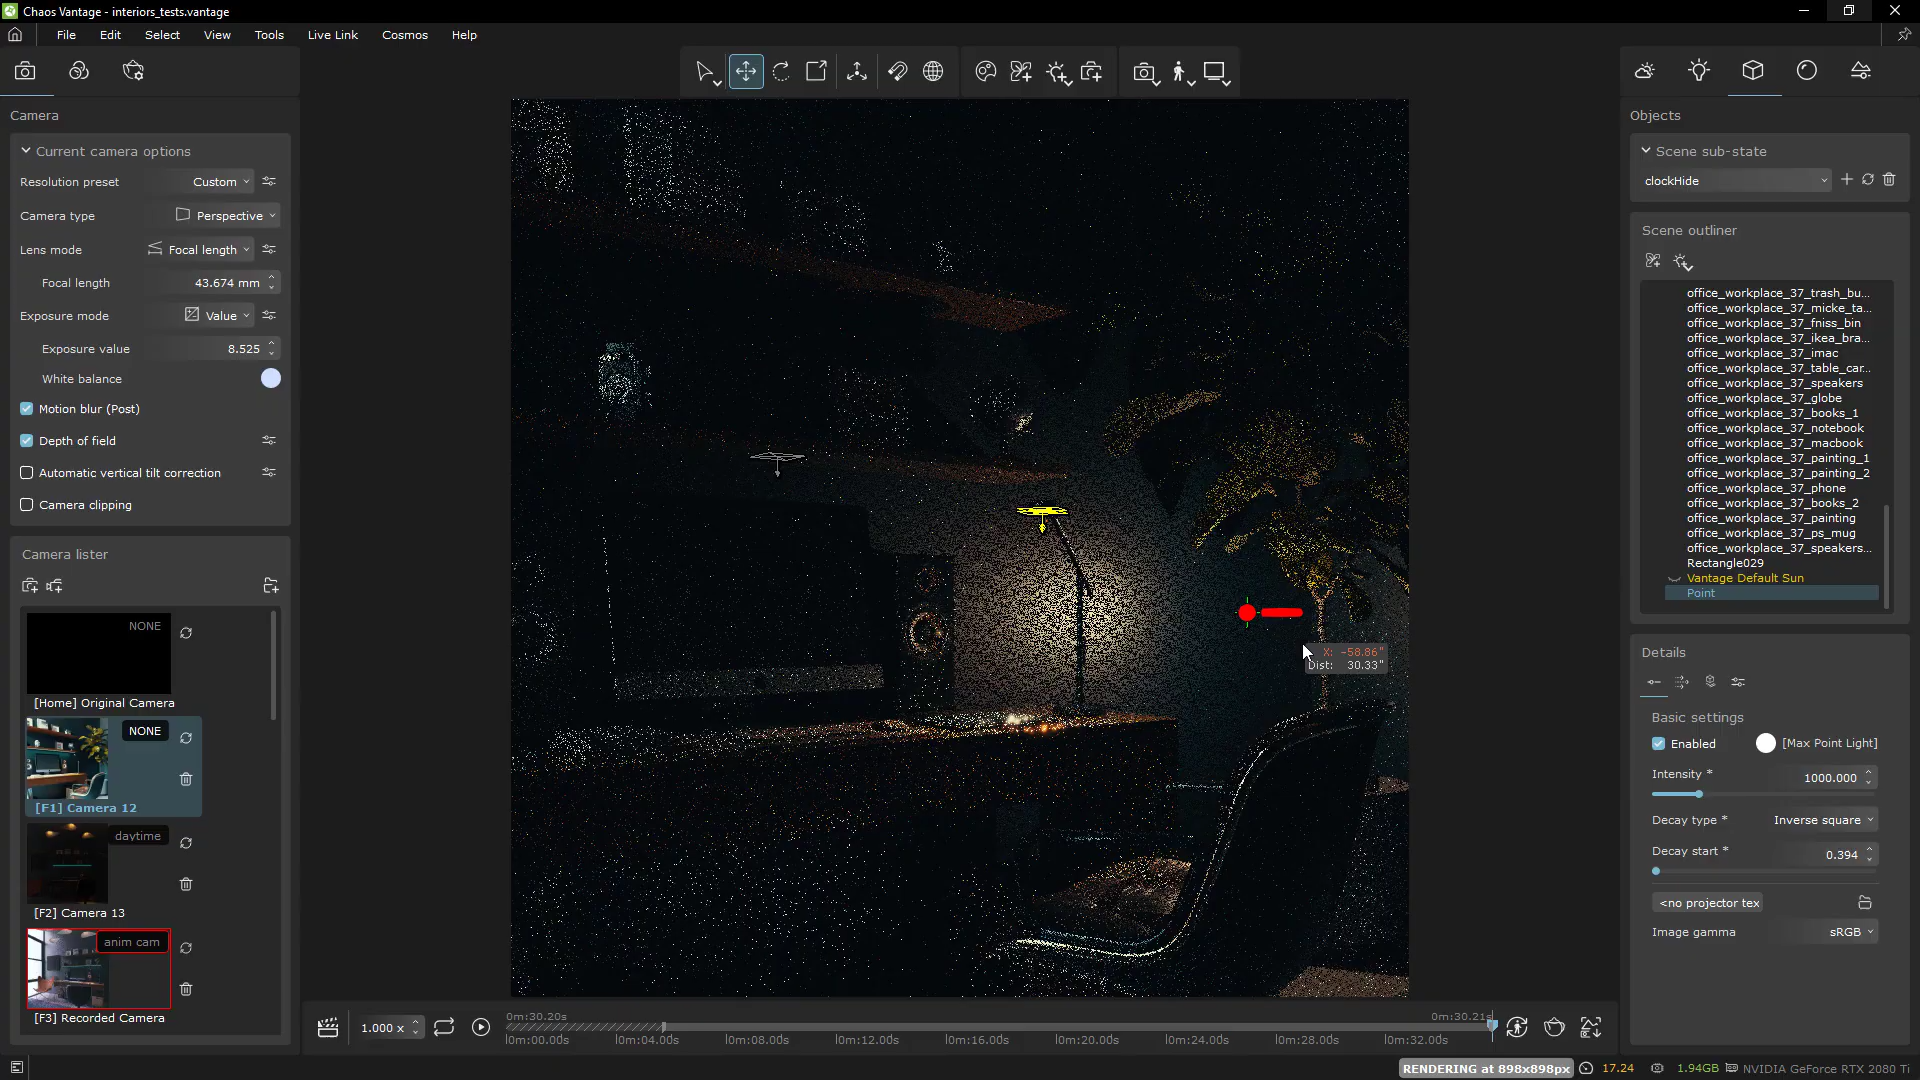 Chaos Vantage - interiors_tests.vantage
File Edit Select View Tools Live Link Cosmos Help
Camera
Current camera options
Resolution preset Custom
Camera type Perspective
Lens mode Focal length
Focal length 43.674 mm
Exposure mode Value
Exposure value 8.525
White balance
Motion blur (Post)
Depth of field
Automatic vertical tilt correction
Camera clipping
Camera lister
NONE
[Home] Original Camera
NONE
[F1] Camera 12
daytime
[F2] Camera 13
anim cam
[F3] Recorded Camera
X: -58.86"
Dist: 30.33"
1.000 x
0m:30.20s
0m:30.21s
0m:00.00s 0m:04.00s 0m:08.00s 0m:12.00s 0m:16.00s 0m:20.00s 0m:24.00s 0m:28.00s 0m:32.00s
Objects
Scene sub-state
clockHide
Scene outliner
office_workplace_37_trash_bu...
office_workplace_37_micke_ta...
office_workplace_37_fniss_bin
office_workplace_37_ikea_bra...
office_workplace_37_imac
office_workplace_37_table_car...
office_workplace_37_speakers
office_workplace_37_globe
office_workplace_37_books_1
office_workplace_37_notebook
office_workplace_37_macbook
office_workplace_37_painting_1
office_workplace_37_painting_2
office_workplace_37_phone
office_workplace_37_books_2
office_workplace_37_painting
office_workplace_37_ps_mug
office_workplace_37_speakers...
Rectangle029
Vantage Default Sun
Point
Details
Basic settings
Enabled [Max Point Light]
Intensity * 1000.000
Decay type * Inverse square
Decay start * 0.394
<no projector tex
Image gamma sRGB
RENDERING at 898x898px 17.24 1.94GB NVIDIA GeForce RTX 2080 Ti